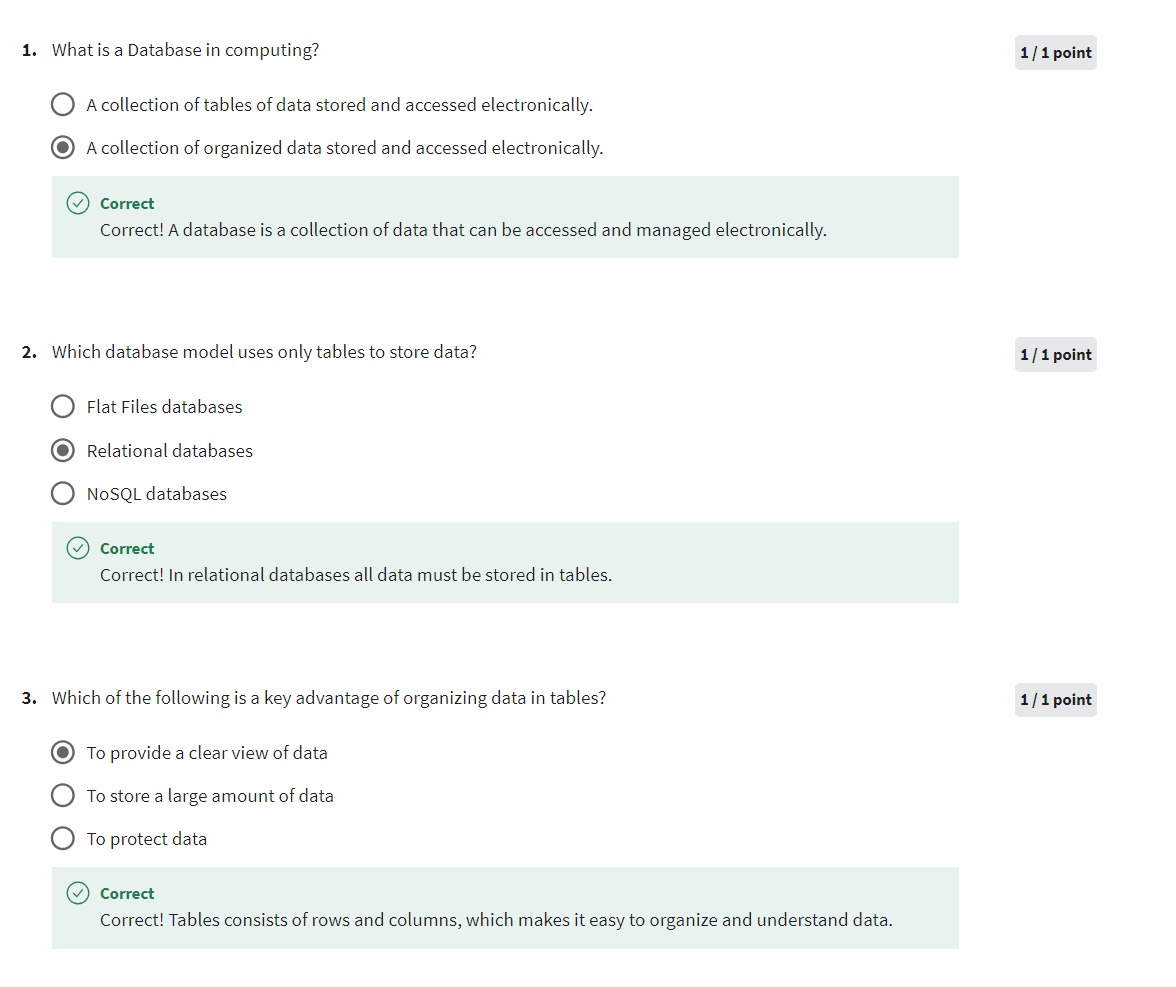 1. What is a Database in computing? 1 / 1 point
A collection of tables of data stored and accessed electronically.
A collection of organized data stored and accessed electronically.
Correct
Correct! A database is a collection of data that can be accessed and managed electronically.
2. Which database model uses only tables to store data? 1 / 1 point
Flat Files databases
Relational databases
NoSQL databases
Correct
Correct! In relational databases all data must be stored in tables.
3. Which of the following is a key advantage of organizing data in tables? 1 / 1 point
To provide a clear view of data
To store a large amount of data
To protect data
Correct
Correct! Tables consists of rows and columns, which makes it easy to organize and understand data.